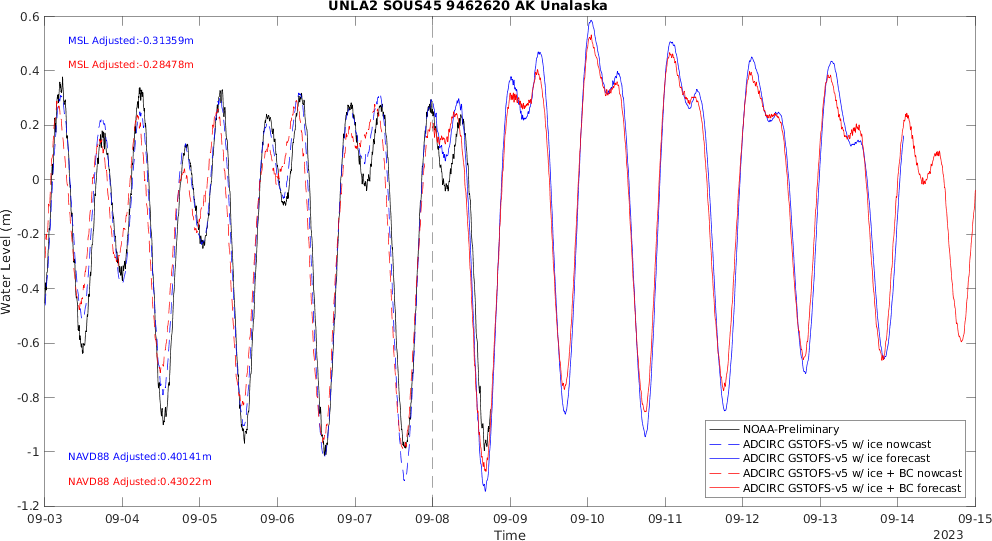 UNLA2 SOUS45 9462620 AK Unalaska
MSL Adjusted:-0.31359m
MSL Adjusted:-0.28478m
NAVD88 Adjusted:0.40141m
NAVD88 Adjusted:0.43022m
Water Level (m)
0.6
0.4
0.2
0
-0.2
-0.4
-0.6
-0.8
-1
-1.2
NOAA-Preliminary
ADCIRC GSTOFS-v5 w/ ice nowcast
ADCIRC GSTOFS-v5 w/ ice forecast
ADCIRC GSTOFS-v5 w/ ice + BC nowcast
ADCIRC GSTOFS-v5 w/ ice + BC forecast
09-03 09-04 09-05 09-06 09-07 09-08 09-09 09-10 09-11 09-12 09-13 09-14 09-15
Time
2023